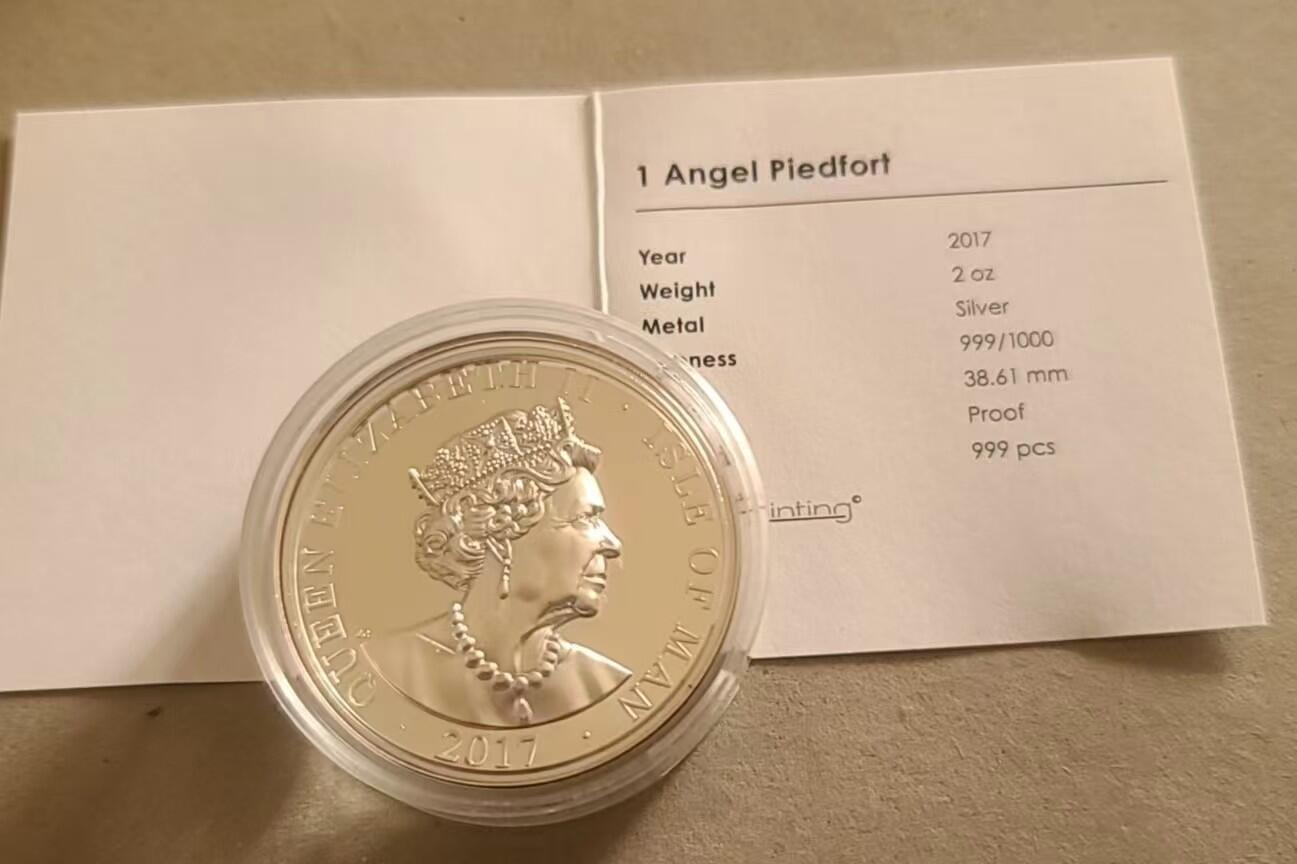 1 Angel Piedfort
Year 2017
Weight 2 oz
Metal Silver
999/1000
38.61 mm
Proof
999 pcs
QUEEN ELIZABETH II · ISLE OF MAN
· 2017 ·